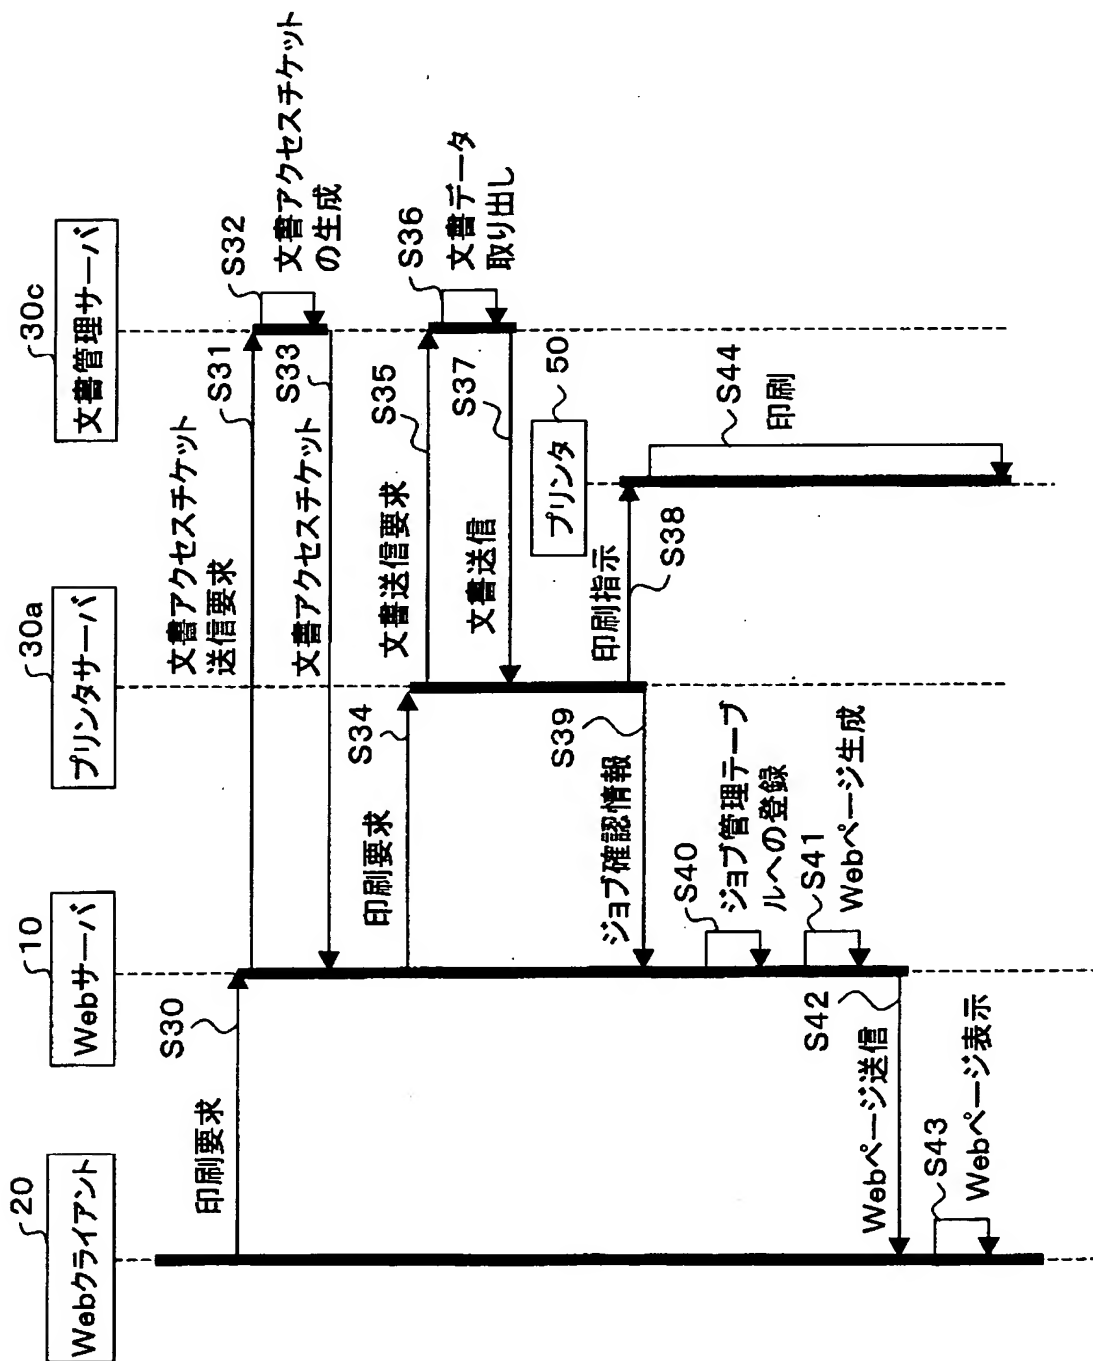 20
Webクライアント
10
Webサーバ
30a
プリンタサーバ
30c
文書管理サーバ
印刷要求
S30
文書アクセスチケット
送信要求
S31
S32
文書アクセスチケット
の生成
文書アクセスチケット
S33
印刷要求
S34
文書送信要求
S35
S36
文書データ
取り出し
文書送信
S37
50
プリンタ
印刷指示
S38
S44
印刷
ジョブ確認情報
S39
S40
ジョブ管理テーブ
ルへの登録
S41
Webページ生成
Webページ送信
S42
S43
Webページ表示